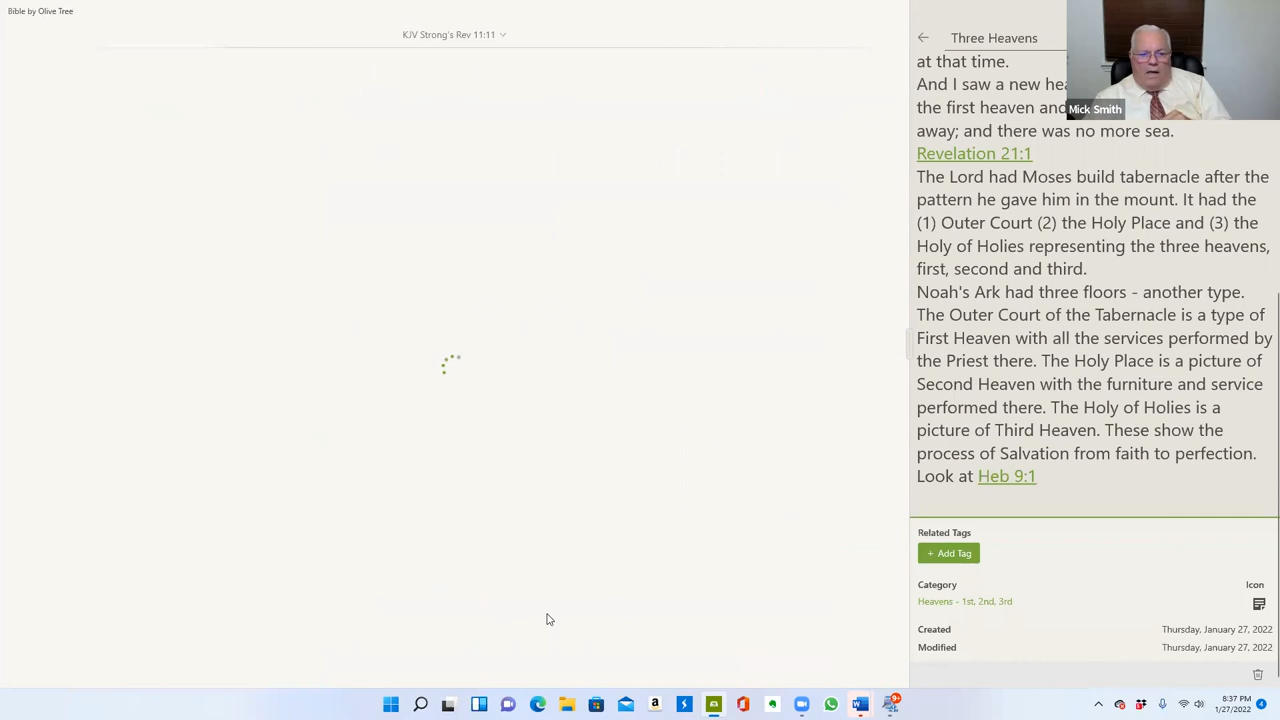 Bible by Olive Tree
KJV Strong's Rev 11:11
Three Heavens
at that time.
And I saw a new hea
the first heaven and
Mick Smith
away; and there was no more sea.
Revelation 21:1
The Lord had Moses build tabernacle after the
pattern he gave him in the mount. It had the
(1) Outer Court (2) the Holy Place and (3) the
Holy of Holies representing the three heavens,
first, second and third.
Noah's Ark had three floors - another type.
The Outer Court of the Tabernacle is a type of
First Heaven with all the services performed by
the Priest there. The Holy Place is a picture of
Second Heaven with the furniture and service
performed there. The Holy of Holies is a
picture of Third Heaven. These show the
process of Salvation from faith to perfection.
Look at Heb 9:1
Related Tags
+ Add Tag
Category
Icon
Heavens - 1st, 2nd, 3rd
Created
Thursday, January 27, 2022
Modified
Thursday, January 27, 2022
8:37 PM
1/27/2022